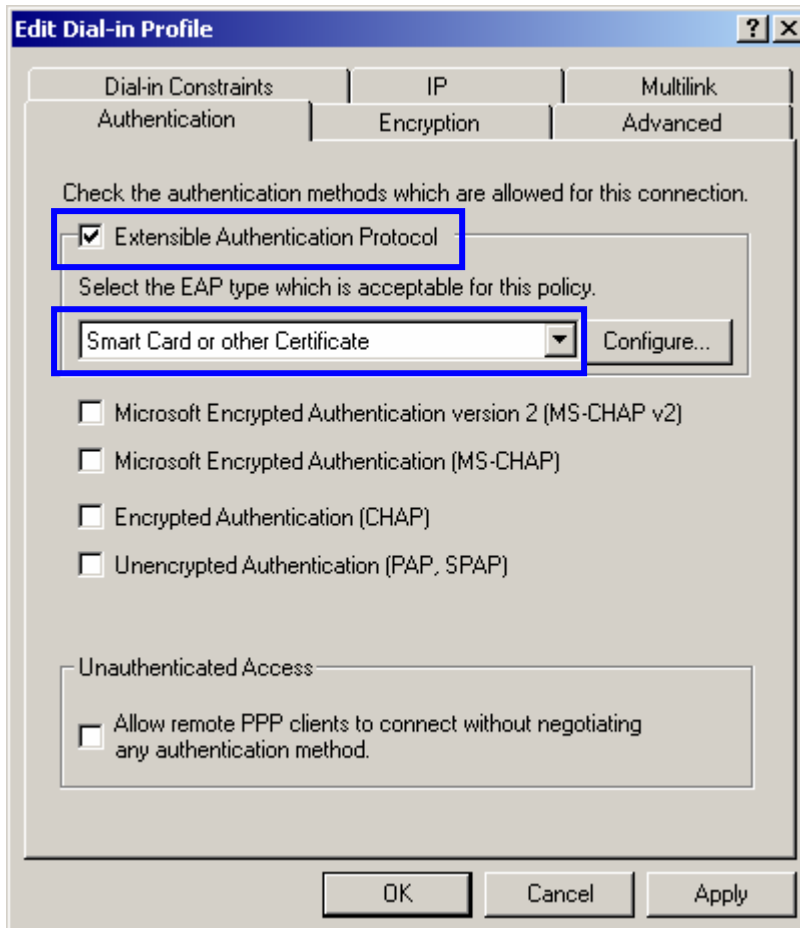 Edit Dial-in Profile
Dial-in Constraints
IP
Multilink
Authentication
Encryption
Advanced
Check the authentication methods which are allowed for this connection.
Extensible Authentication Protocol
Select the EAP type which is acceptable for this policy.
Smart Card or other Certificate
Configure...
Microsoft Encrypted Authentication version 2 (MS-CHAP v2)
Microsoft Encrypted Authentication (MS-CHAP)
Encrypted Authentication (CHAP)
Unencrypted Authentication (PAP, SPAP)
Unauthenticated Access
Allow remote PPP clients to connect without negotiating
any authentication method.
OK
Cancel
Apply